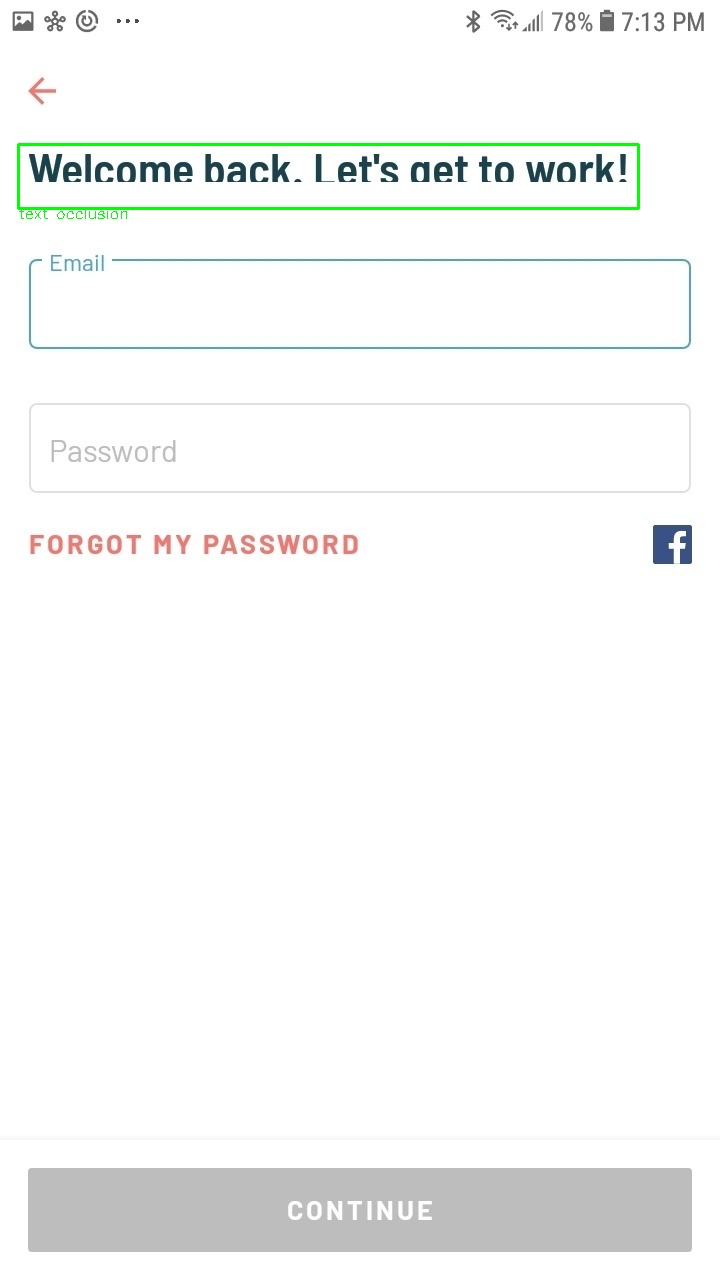 78% 7:13 PM
Welcome back. Let's get to work!
text occlusion
Email
Password
FORGOT MY PASSWORD
CONTINUE